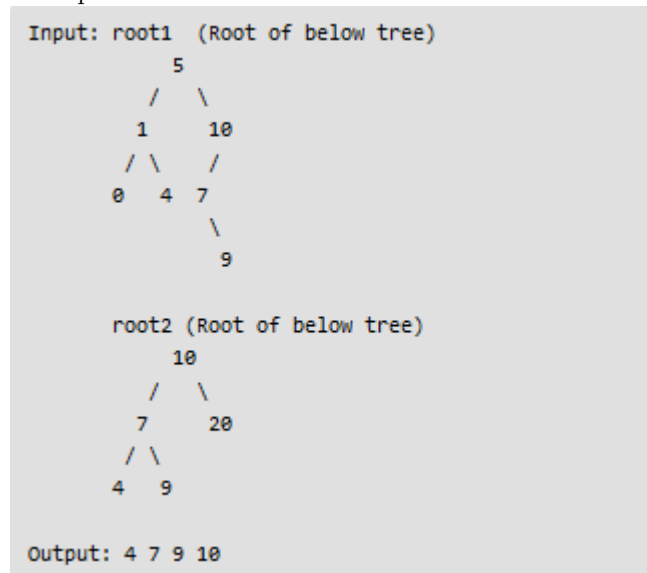 Input: root1  (Root of below tree)
              5
            /   \
          1      10
         / \     /
        0   4   7
                 \
                  9
        root2 (Root of below tree)
              10
            /   \
          7      20
         / \
        4   9
Output: 4 7 9 10